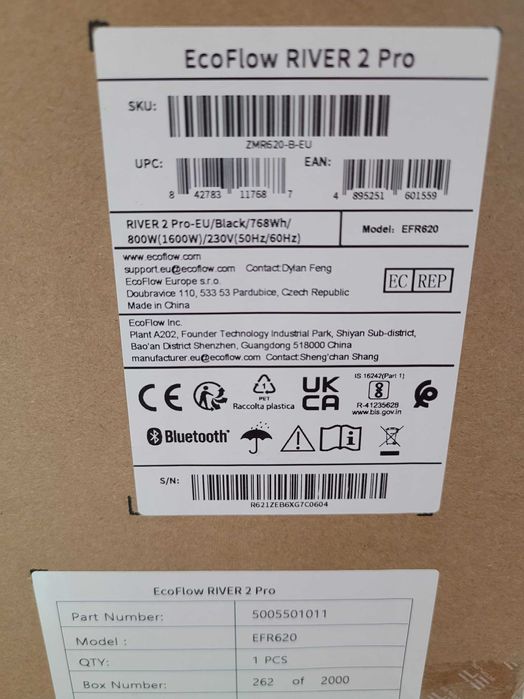 EcoFlow RIVER 2 Pro
SKU:
ZMR620-B-EU
UPC:
8 42783 11768 7
EAN:
4 895251 601559
RIVER 2 Pro-EU/Black/768Wh/
800W(1600W)/230V(50Hz/60Hz)
Model: EFR620
www.ecoflow.com
support.eu@ecoflow.com Contact:Dylan Feng
EcoFlow Europe s.r.o.
Doubravice 110, 533 53 Pardubice, Czech Republic
Made in China
EC REP
EcoFlow Inc.
Plant A202, Founder Technology Industrial Park, Shiyan Sub-district,
Bao'an District Shenzhen, Guangdong 518000 China
manufacturer.eu@ecoflow.com Contact:Sheng'chan Shang
CE
1
PET
Raccolta plastica
UK
CA
IS 16242(Part 1)
R-41235628
www.bis.gov.in
Bluetooth®
S/N:
R621ZEB6XG7C0604
EcoFlow RIVER 2 Pro
Part Number: 5005501011
Model : EFR620
QTY: 1 PCS
Box Number: 262 of 2000